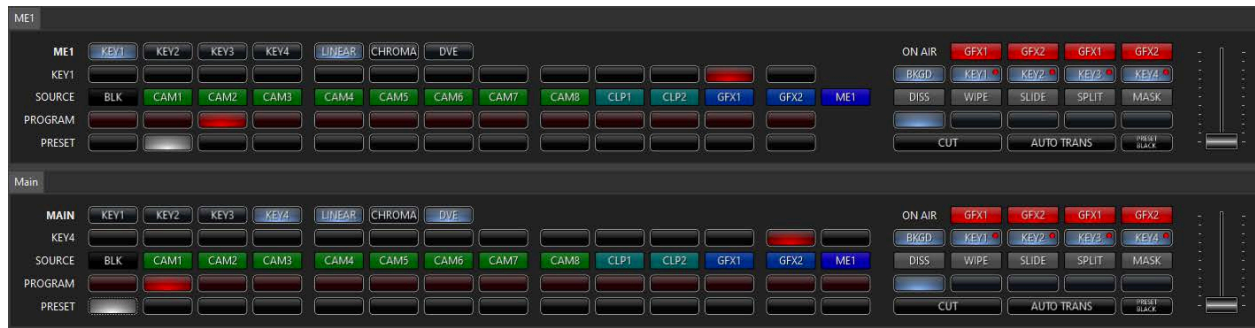 ME1
ME1 KEY1 KEY2 KEY3 KEY4 LINEAR CHROMA DVE ON AIR GFX1 GFX2 GFX1 GFX2
KEY1 BKGD KEY1 KEY2 KEY3 KEY4
SOURCE BLK CAM1 CAM2 CAM3 CAM4 CAM5 CAM6 CAM7 CAM8 CLP1 CLP2 GFX1 GFX2 ME1 DISS WIPE SLIDE SPLIT MASK
PROGRAM
PRESET CUT AUTO TRANS PRESET BLACK
Main
MAIN KEY1 KEY2 KEY3 KEY4 LINEAR CHROMA DVE ON AIR GFX1 GFX2 GFX1 GFX2
KEY4 BKGD KEY1 KEY2 KEY3 KEY4
SOURCE BLK CAM1 CAM2 CAM3 CAM4 CAM5 CAM6 CAM7 CAM8 CLP1 CLP2 GFX1 GFX2 ME1 DISS WIPE SLIDE SPLIT MASK
PROGRAM
PRESET CUT AUTO TRANS PRESET BLACK